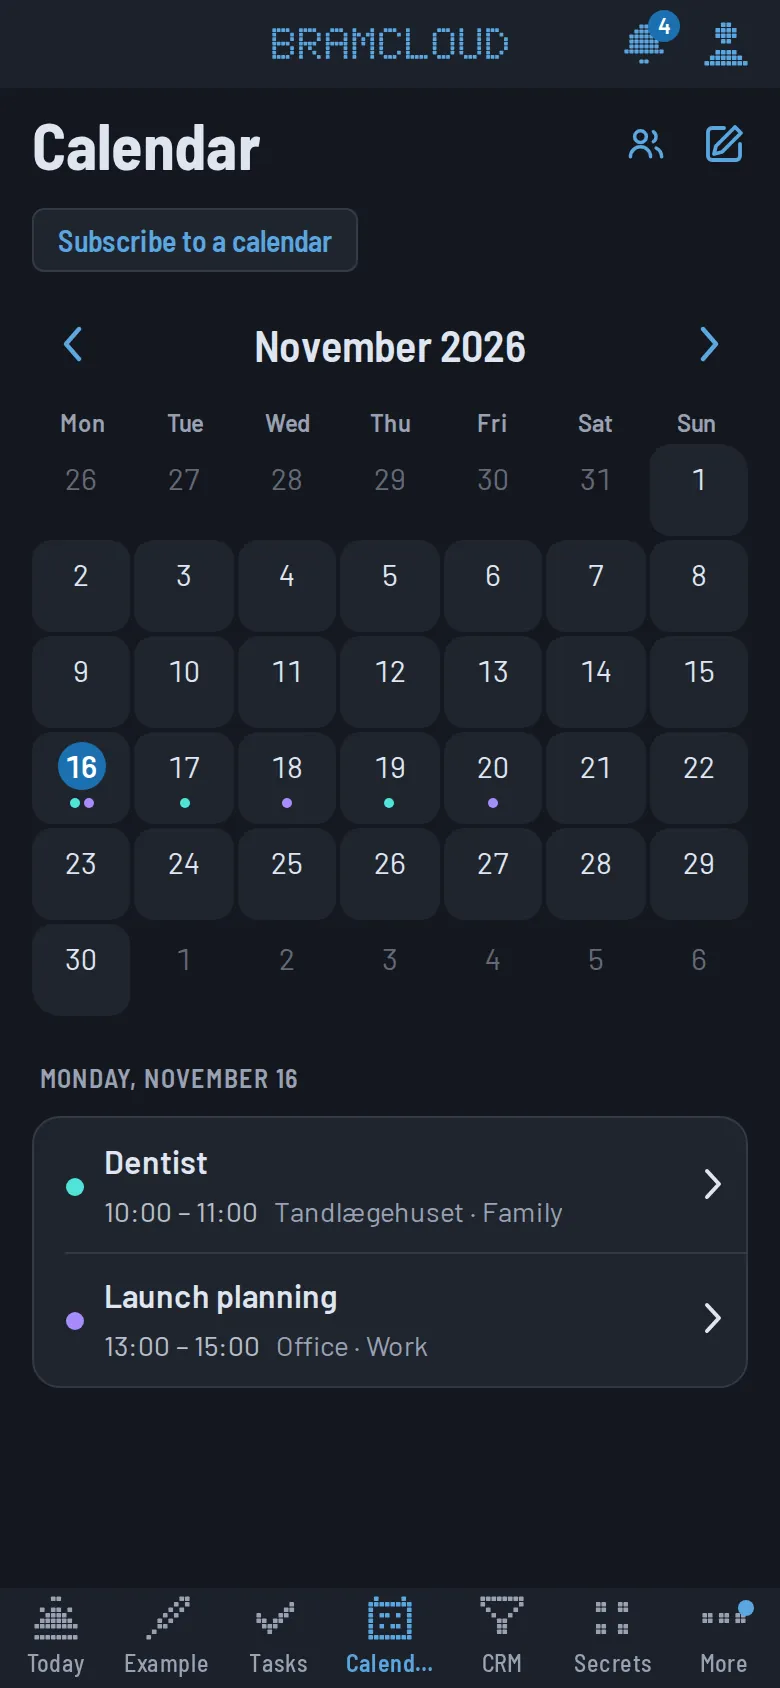 BRAMCLOUD
4
Calendar
Subscribe to a calendar
November 2026
Mon Tue Wed Thu Fri Sat Sun
26 27 28 29 30 31 1
2 3 4 5 6 7 8
9 10 11 12 13 14 15
16 17 18 19 20 21 22
23 24 25 26 27 28 29
30 1 2 3 4 5 6
MONDAY, NOVEMBER 16
Dentist
10:00 – 11:00 Tandlægehuset · Family
Launch planning
13:00 – 15:00 Office · Work
Today Example Tasks Calend... CRM Secrets More